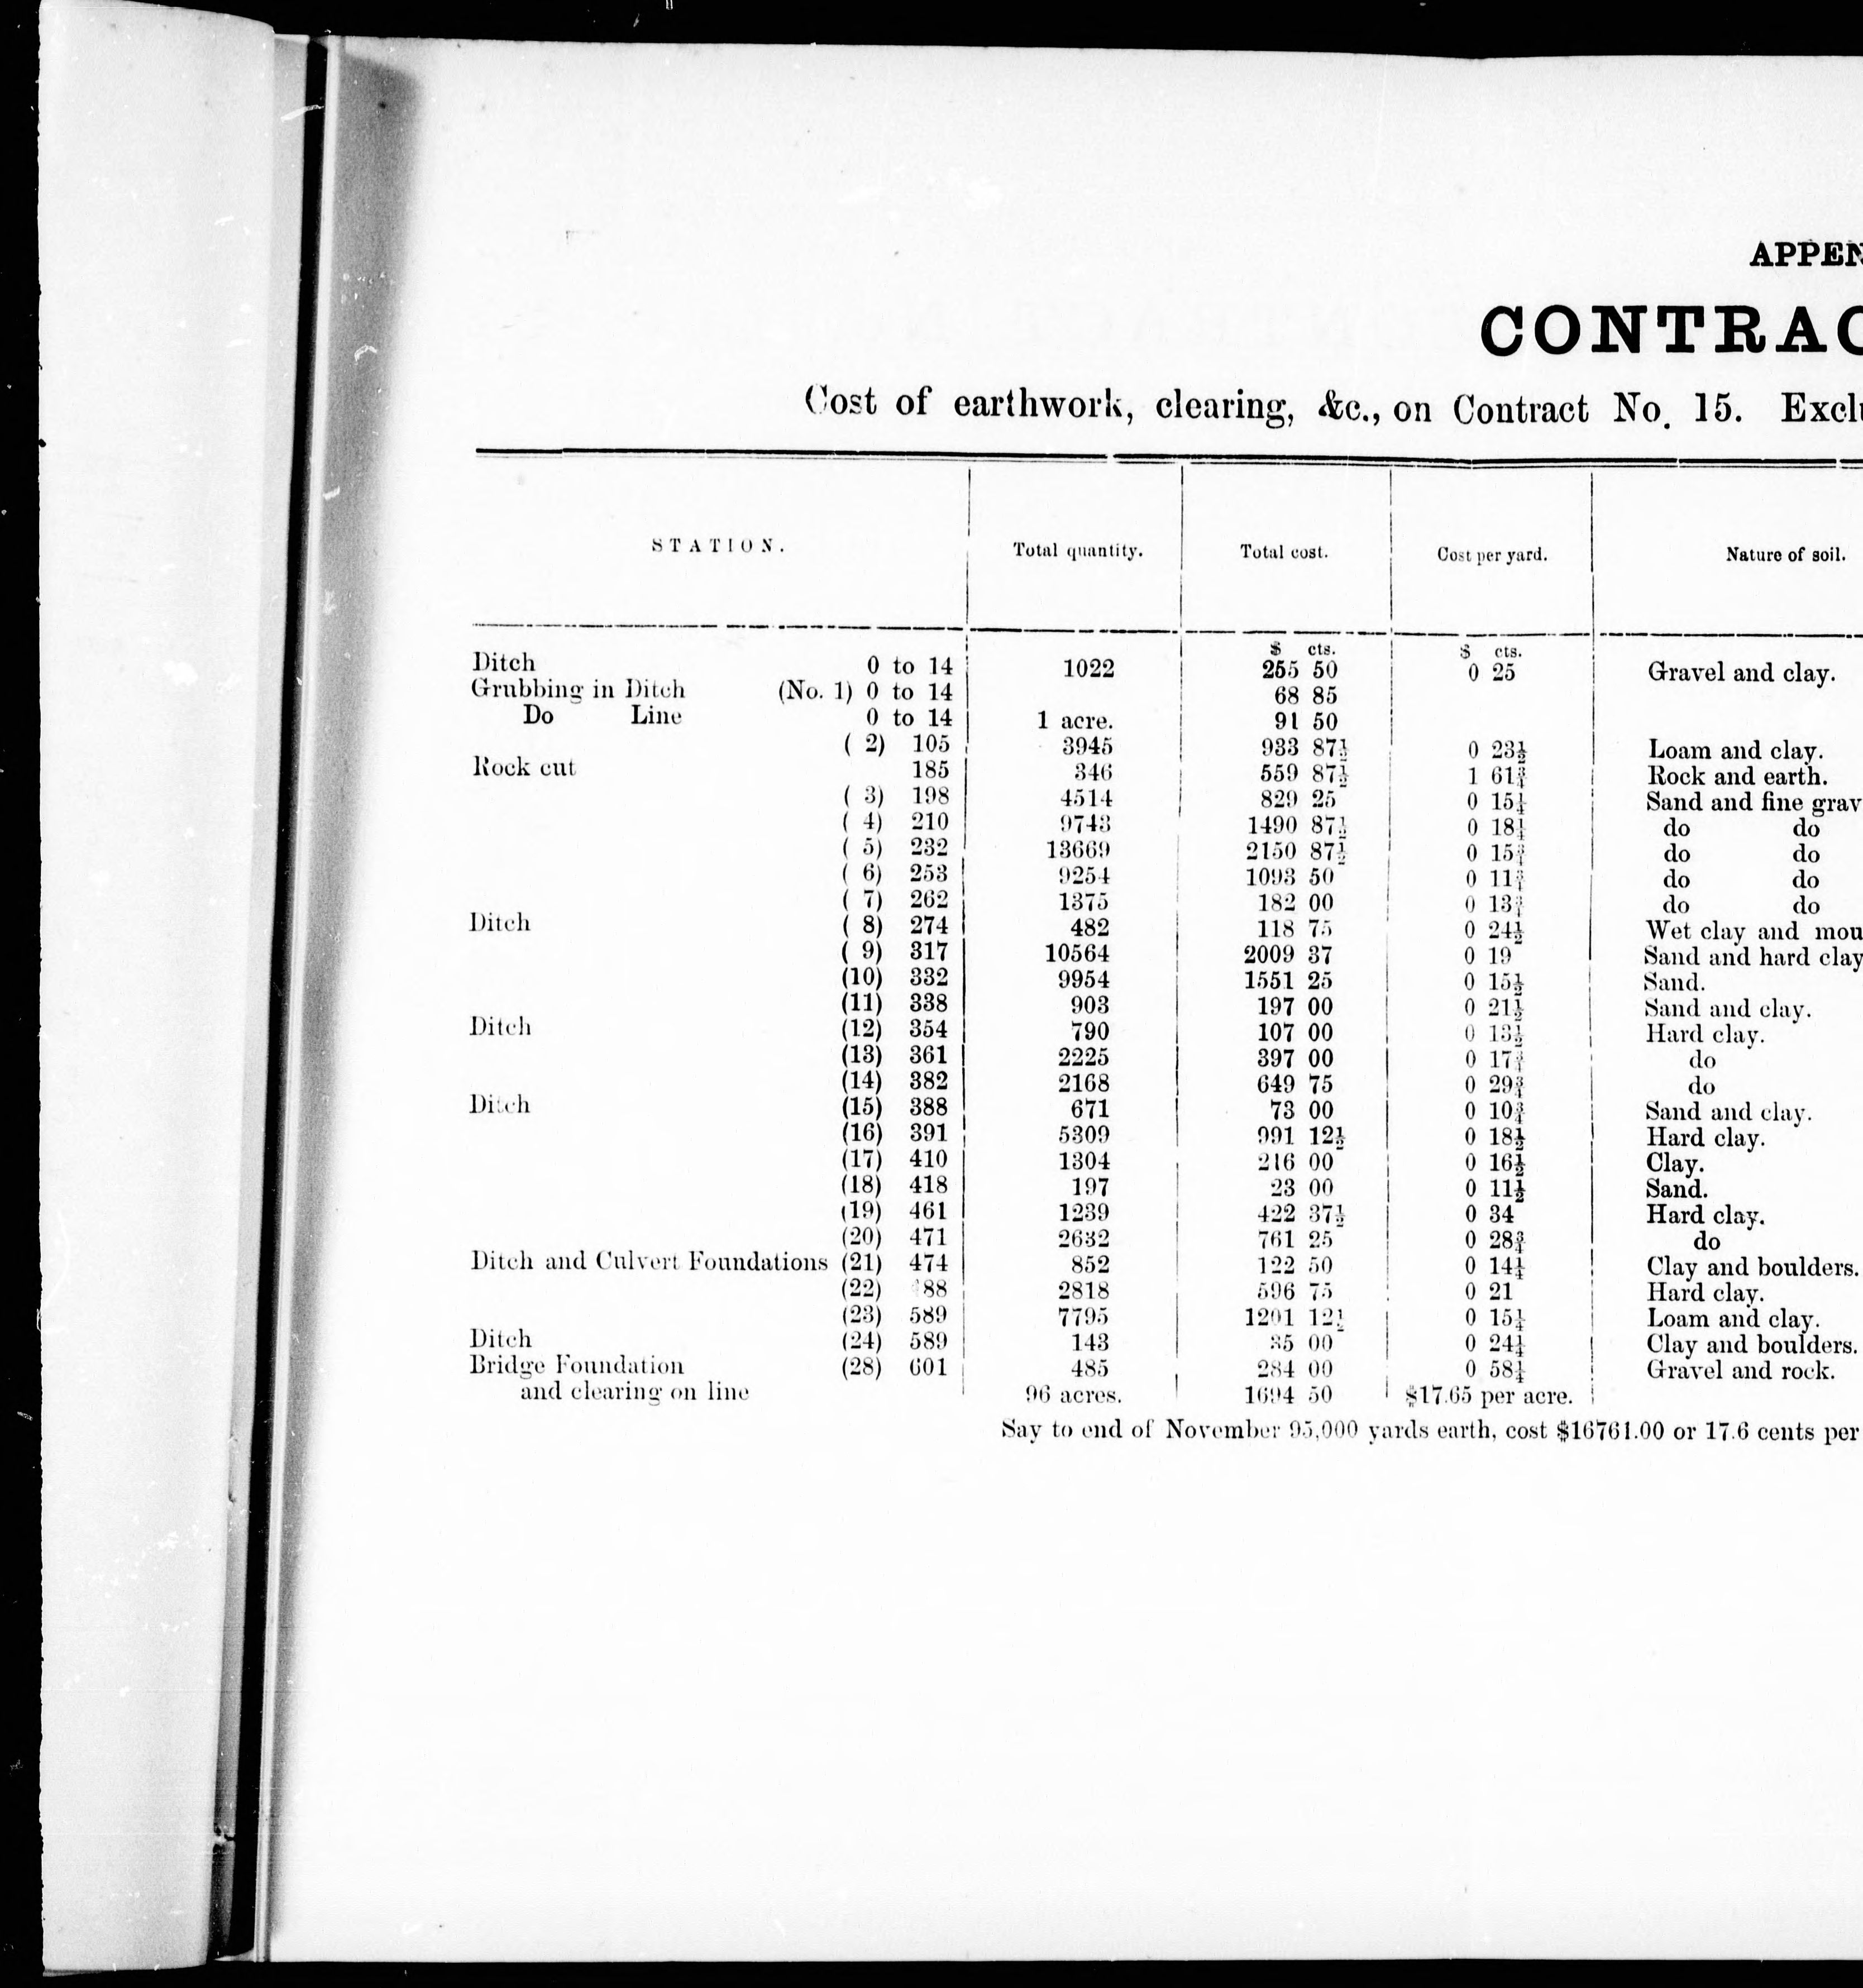 APPEN
CONTRAC
Cost of earthwork, clearing, &c., on Contract No. 15. Exclu
STATION. Total quantity. Total cost. Cost per yard. Nature of soil.
$ cts. $ cts.
Ditch 0 to 14 1022 255 50 0 25 Gravel and clay.
Grubbing in Ditch (No. 1) 0 to 14 68 85
Do Line 0 to 14 1 acre. 91 50
( 2) 105 3945 933 87½ 0 23½ Loam and clay.
Rock cut 185 346 559 87½ 1 61¾ Rock and earth.
( 3) 198 4514 829 25 0 15¼ Sand and fine grav
( 4) 210 9743 1490 87½ 0 18¼ do do
( 5) 232 13669 2150 87½ 0 15¾ do do
( 6) 253 9254 1093 50 0 11¾ do do
( 7) 262 1375 182 00 0 13¾ do do
Ditch ( 8) 274 482 118 75 0 24½ Wet clay and mou
( 9) 317 10564 2009 37 0 19 Sand and hard clay
(10) 332 9954 1551 25 0 15½ Sand.
(11) 338 903 197 00 0 21½ Sand and clay.
Ditch (12) 354 790 107 00 0 13½ Hard clay.
(13) 361 2225 397 00 0 17¾ do
(14) 382 2168 649 75 0 29¾ do
Ditch (15) 388 671 73 00 0 10¾ Sand and clay.
(16) 391 5309 991 12½ 0 18½ Hard clay.
(17) 410 1304 216 00 0 16½ Clay.
(18) 418 197 23 00 0 11½ Sand.
(19) 461 1239 422 37½ 0 34 Hard clay.
(20) 471 2632 761 25 0 28¾ do
Ditch and Culvert Foundations (21) 474 852 122 50 0 14¼ Clay and boulders.
(22) 88 2818 596 75 0 21 Hard clay.
(23) 589 7795 1201 12½ 0 15¼ Loam and clay.
Ditch (24) 589 143 35 00 0 24¼ Clay and boulders.
Bridge Foundation (28) 601 485 284 00 0 58¼ Gravel and rock.
and clearing on line 96 acres. 1694 50 $17.65 per acre.
Say to end of November 95,000 yards earth, cost $16761.00 or 17.6 cents per